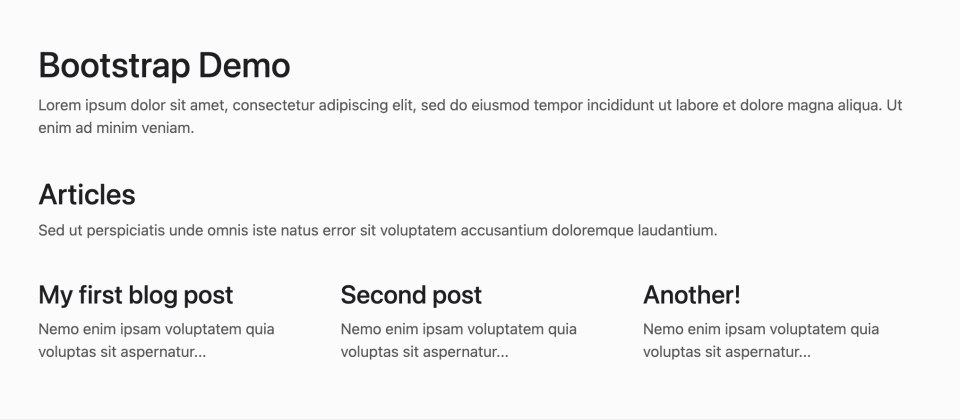 Bootstrap Demo
Lorem ipsum dolor sit amet, consectetur adipiscing elit, sed do eiusmod tempor incididunt ut labore et dolore magna aliqua. Ut
enim ad minim veniam.
Articles
Sed ut perspiciatis unde omnis iste natus error sit voluptatem accusantium doloremque laudantium.
My first blog post
Nemo enim ipsam voluptatem quia
voluptas sit aspernatur...
Second post
Nemo enim ipsam voluptatem quia
voluptas sit aspernatur...
Another!
Nemo enim ipsam voluptatem quia
voluptas sit aspernatur...